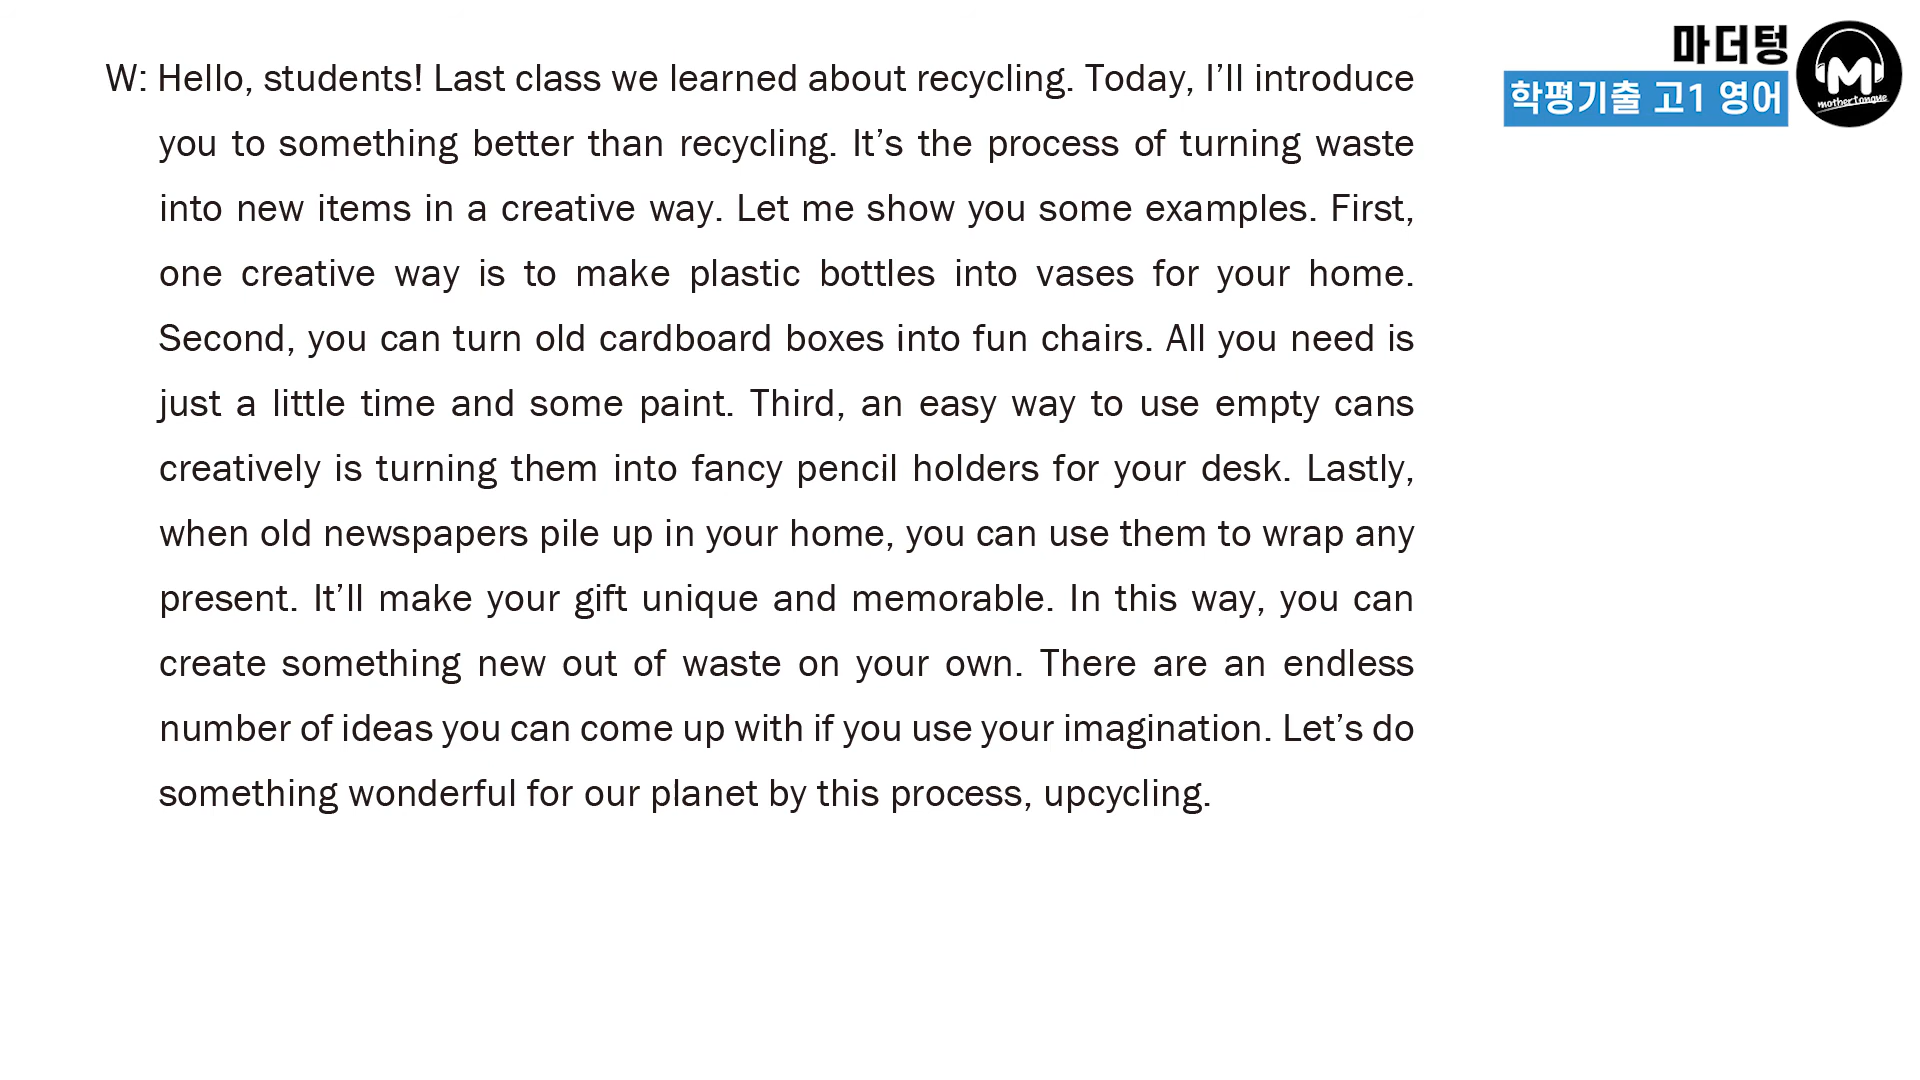 마더텅
학평기출 고1 영어
mothertongue
W: Hello, students! Last class we learned about recycling. Today, I’ll introduce
you to something better than recycling. It’s the process of turning waste
into new items in a creative way. Let me show you some examples. First,
one creative way is to make plastic bottles into vases for your home.
Second, you can turn old cardboard boxes into fun chairs. All you need is
just a little time and some paint. Third, an easy way to use empty cans
creatively is turning them into fancy pencil holders for your desk. Lastly,
when old newspapers pile up in your home, you can use them to wrap any
present. It’ll make your gift unique and memorable. In this way, you can
create something new out of waste on your own. There are an endless
number of ideas you can come up with if you use your imagination. Let’s do
something wonderful for our planet by this process, upcycling.